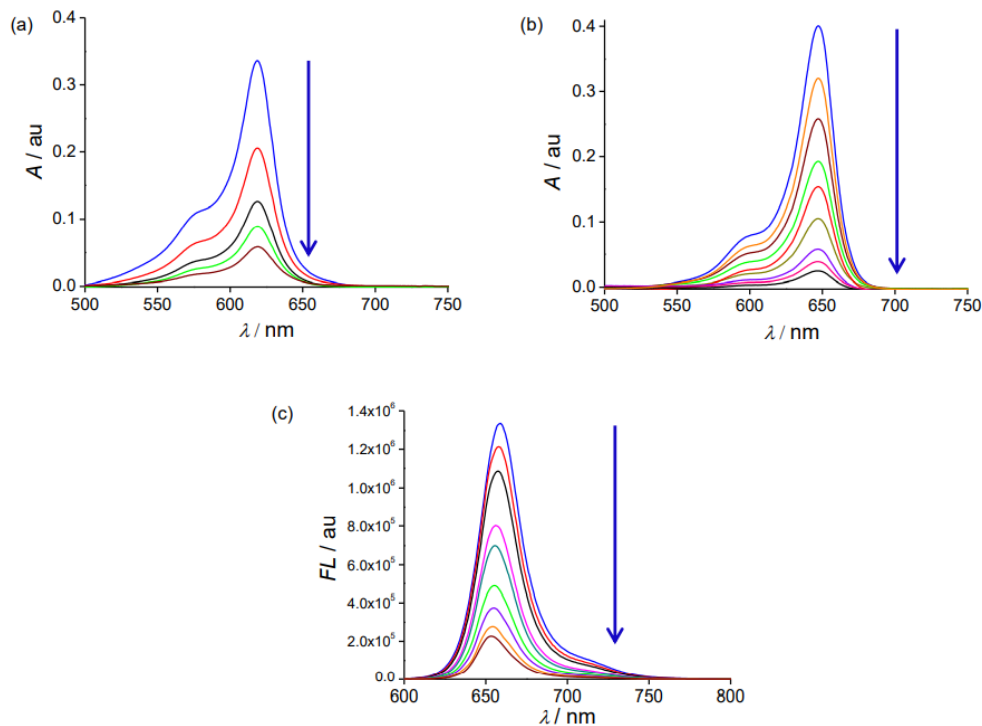 (a)
0.4
0.3
0.2
0.1
0.0
A / au
500 550 600 650 700 750
λ / nm
(b)
0.4
0.3
0.2
0.1
0.0
A / au
500 550 600 650 700 750
λ / nm
(c)
1.4x10⁶
1.2x10⁶
1.0x10⁶
8.0x10⁵
6.0x10⁵
4.0x10⁵
2.0x10⁵
0.0
FL / au
600 650 700 750 800
λ / nm